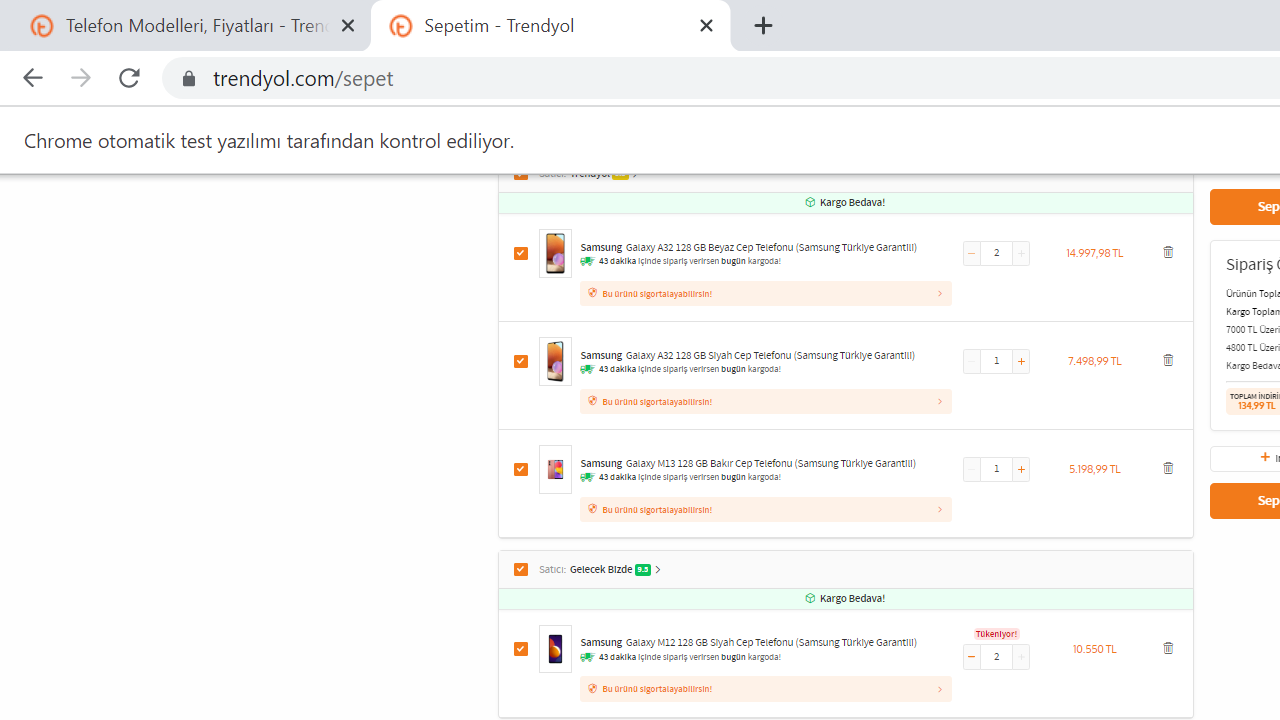 Telefon Modelleri, Fiyatları - Tren
Sepetim - Trendyol
trendyol.com/sepet
Chrome otomatik test yazılımı tarafından kontrol ediliyor.
Satıcı: Trendyol
Kargo Bedava!
Samsung Galaxy A32 128 GB Beyaz Cep Telefonu (Samsung Türkiye Garantili)
43 dakika içinde sipariş verirsen bugün kargoda!
2
14.997,98 TL
Bu ürünü sigortalayabilirsin!
Samsung Galaxy A32 128 GB Siyah Cep Telefonu (Samsung Türkiye Garantili)
43 dakika içinde sipariş verirsen bugün kargoda!
1
7.498,99 TL
Bu ürünü sigortalayabilirsin!
Samsung Galaxy M13 128 GB Bakır Cep Telefonu (Samsung Türkiye Garantili)
43 dakika içinde sipariş verirsen bugün kargoda!
1
5.198,99 TL
Bu ürünü sigortalayabilirsin!
Satıcı: Gelecek Bizde 9.3
Kargo Bedava!
Samsung Galaxy M12 128 GB Siyah Cep Telefonu (Samsung Türkiye Garantili)
43 dakika içinde sipariş verirsen bugün kargoda!
Tükeniyor!
2
10.550 TL
Bu ürünü sigortalayabilirsin!
Sep
Sipariş
Ürünün Topla
Kargo Toplam
7000 TL Üzeri
4800 TL Üzeri
Kargo Bedava
TOPLAM İNDİRİ
134,99 TL
Sep